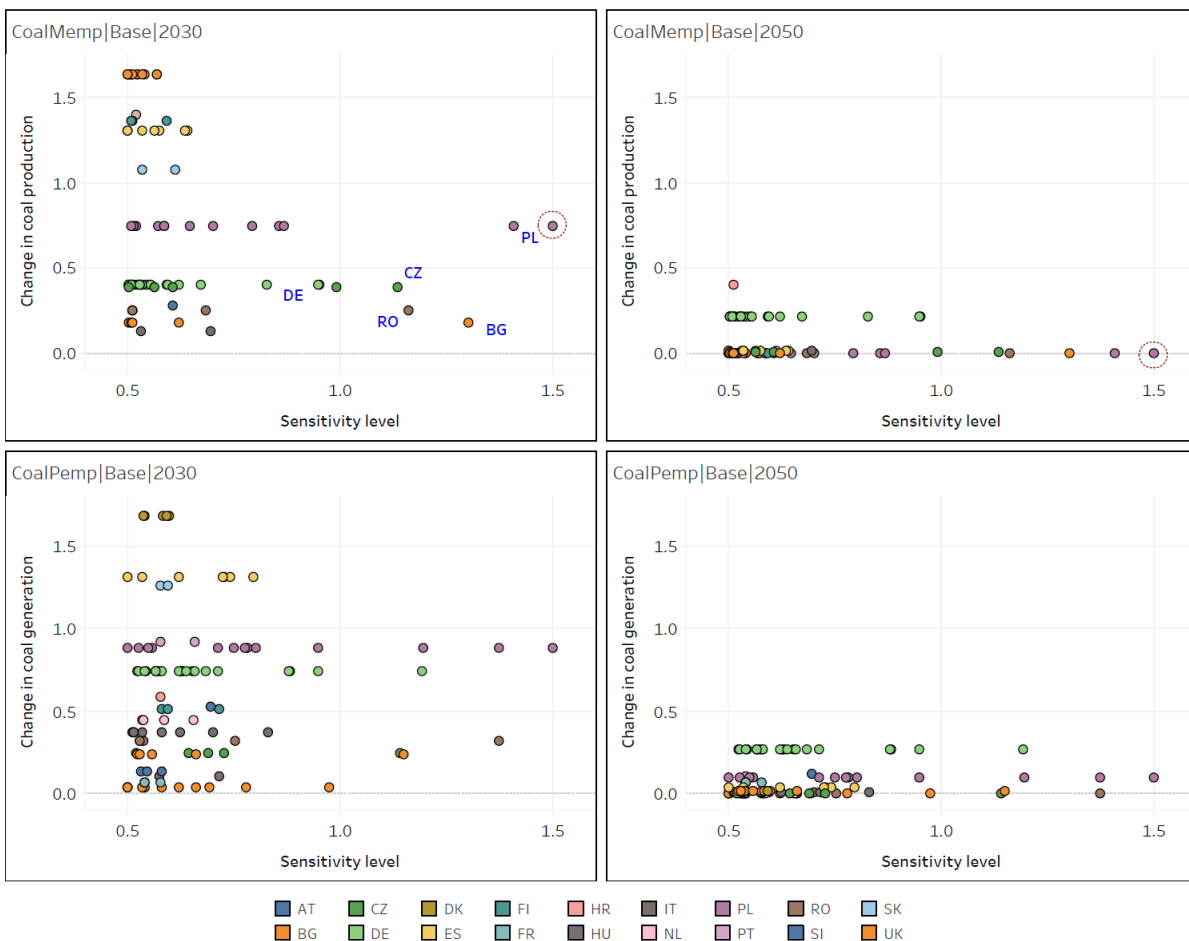 CoalMemp|Base|2030
Change in coal production
1.5
1.0
0.5
0.0
PL
CZ
DE
RO
BG
0.5 1.0 1.5
Sensitivity level
CoalMemp|Base|2050
Change in coal production
1.5
1.0
0.5
0.0
0.5 1.0 1.5
Sensitivity level
CoalPemp|Base|2030
Change in coal generation
1.5
1.0
0.5
0.0
0.5 1.0 1.5
Sensitivity level
CoalPemp|Base|2050
Change in coal generation
1.5
1.0
0.5
0.0
0.5 1.0 1.5
Sensitivity level
AT CZ DK FI HR IT PL RO SK
BG DE ES FR HU NL PT SI UK